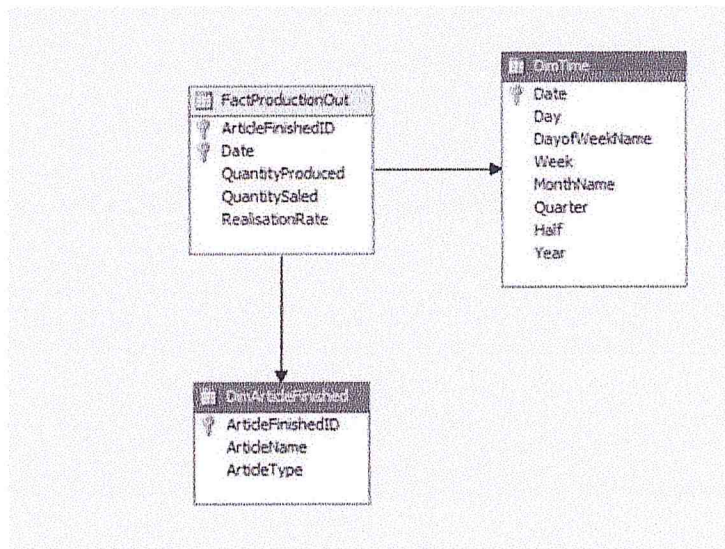 FactProductionOut
ArticleFinishedID
Date
QuantityProduced
QuantitySaled
RealisationRate
DimTime
Date
Day
DayofWeekName
Week
MonthName
Quarter
Half
Year
DimArticleFinished
ArticleFinishedID
ArticleName
ArticleType